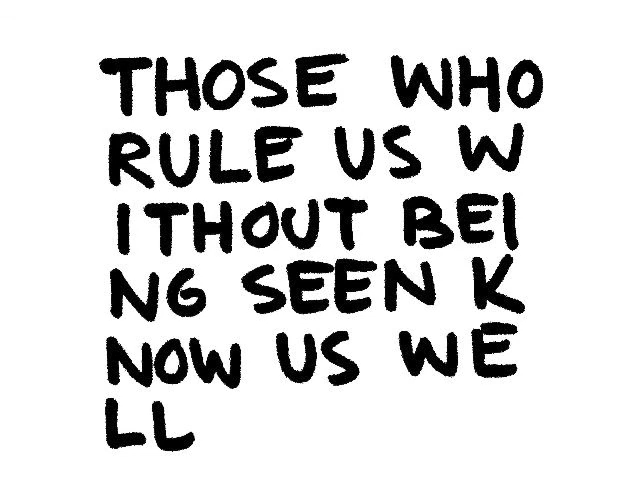 THOSE WHO
RULE US W
ITHOUT BEI
NG SEEN K
NOW US WE
LL